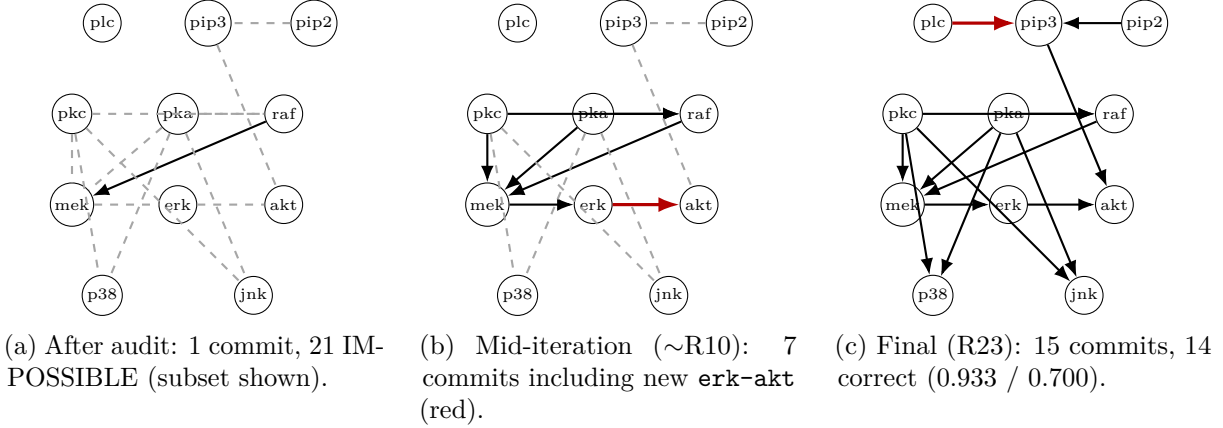 plc pip3 pip2
pkc pka raf
mek erk akt
p38 jnk
(a) After audit: 1 commit, 21 IM-
POSSIBLE (subset shown).
plc pip3 pip2
pkc pka raf
mek erk akt
p38 jnk
(b) Mid-iteration (∼R10): 7
commits including new erk-akt
(red).
plc pip3 pip2
pkc pka raf
mek erk akt
p38 jnk
(c) Final (R23): 15 commits, 14
correct (0.933 / 0.700).